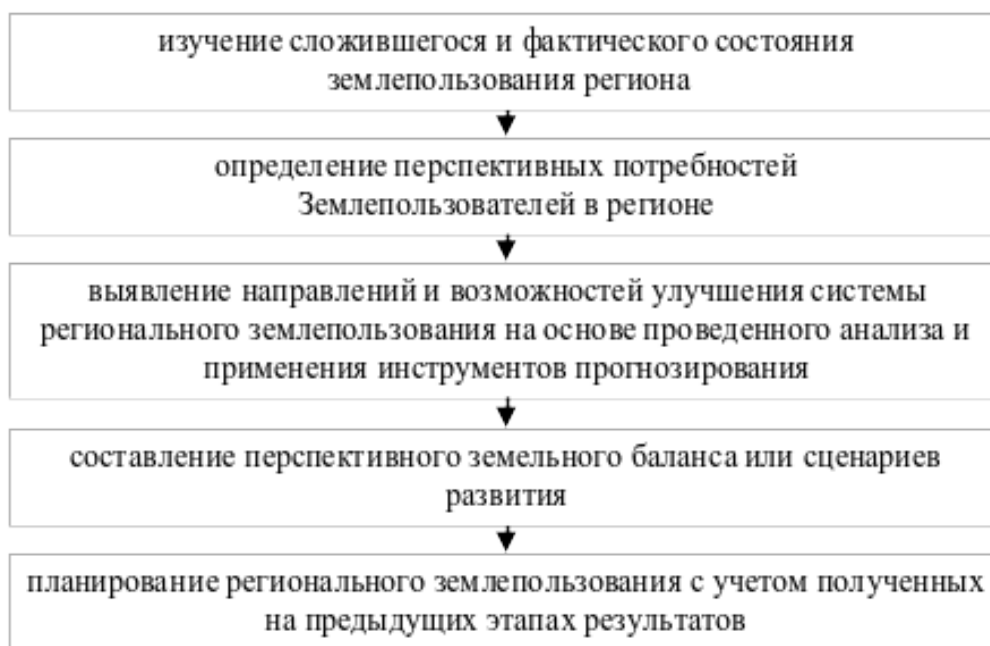 изучение сложившегося и фактического состояния
землепользования региона
определение перспективных потребностей
Землепользователей в регионе
выявление направлений и возможностей улучшения системы
регионального землепользования на основе проведенного анализа и
применения инструментов прогнозирования
составление перспективного земельного баланса или сценариев
развития
планирование регионального землепользования с учетом полученных
на предыдущих этапах результатов